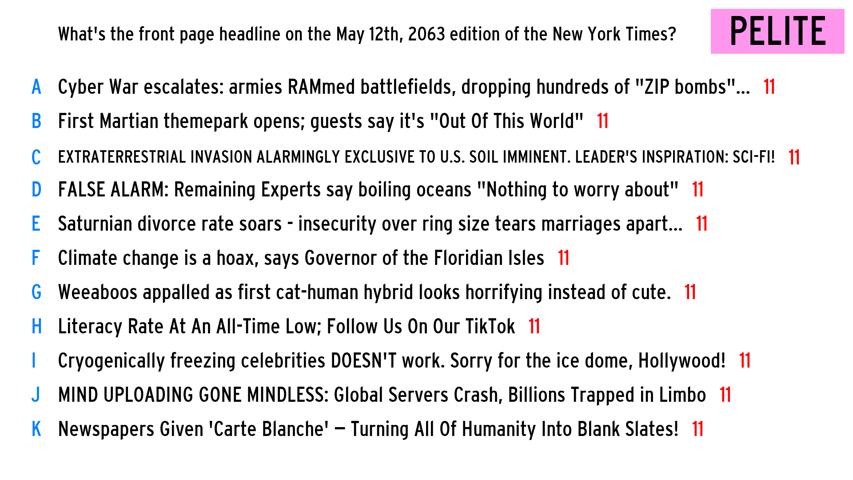 What's the front page headline on the May 12th, 2063 edition of the New York Times?
PELITE
A Cyber War escalates: armies RAMmed battlefields, dropping hundreds of "ZIP bombs"... 11
B First Martian themepark opens; guests say it's "Out Of This World" 11
C EXTRATERRESTRIAL INVASION ALARMINGLY EXCLUSIVE TO U.S. SOIL IMMINENT. LEADER'S INSPIRATION: SCI-FI! 11
D FALSE ALARM: Remaining Experts say boiling oceans "Nothing to worry about" 11
E Saturnian divorce rate soars - insecurity over ring size tears marriages apart... 11
F Climate change is a hoax, says Governor of the Floridian Isles 11
G Weeaboos appalled as first cat-human hybrid looks horrifying instead of cute. 11
H Literacy Rate At An All-Time Low; Follow Us On Our TikTok 11
I Cryogenically freezing celebrities DOESN'T work. Sorry for the ice dome, Hollywood! 11
J MIND UPLOADING GONE MINDLESS: Global Servers Crash, Billions Trapped in Limbo 11
K Newspapers Given 'Carte Blanche' – Turning All Of Humanity Into Blank Slates! 11